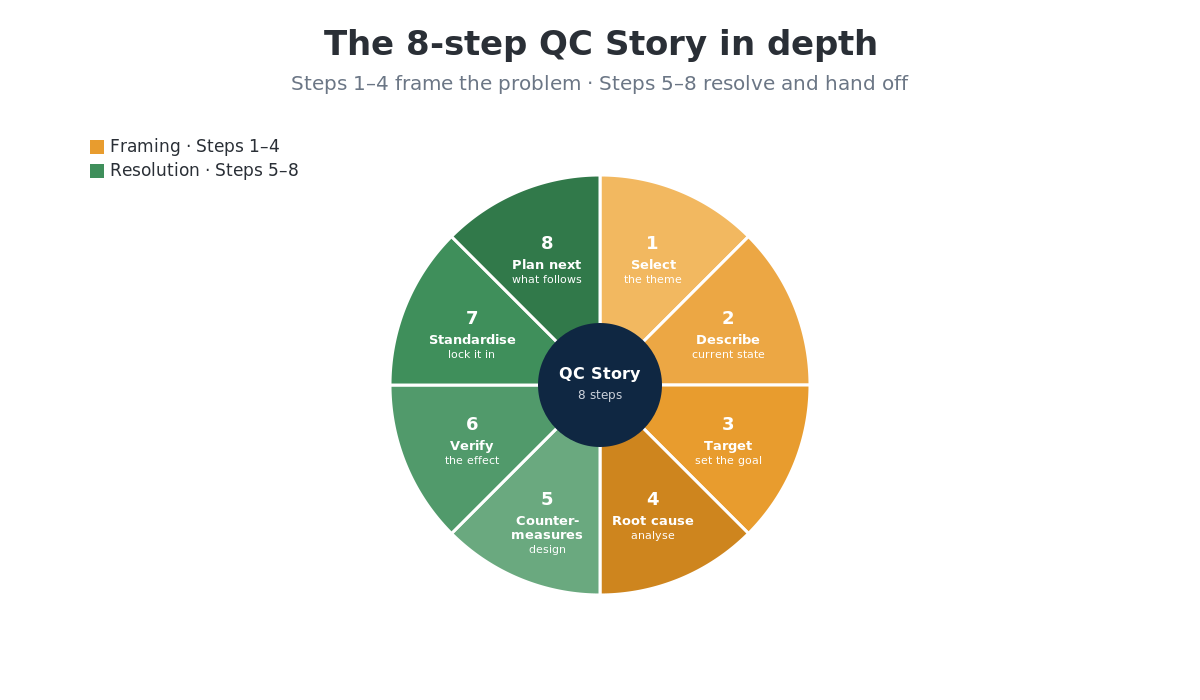 The 8-step QC Story in depth
Steps 1–4 frame the problem · Steps 5–8 resolve and hand off
Framing · Steps 1–4
Resolution · Steps 5–8
1
Select
the theme
2
Describe
current state
3
Target
set the goal
4
Root cause
analyse
5
Counter-
measures
design
6
Verify
the effect
7
Standardise
lock it in
8
Plan next
what follows
QC Story
8 steps